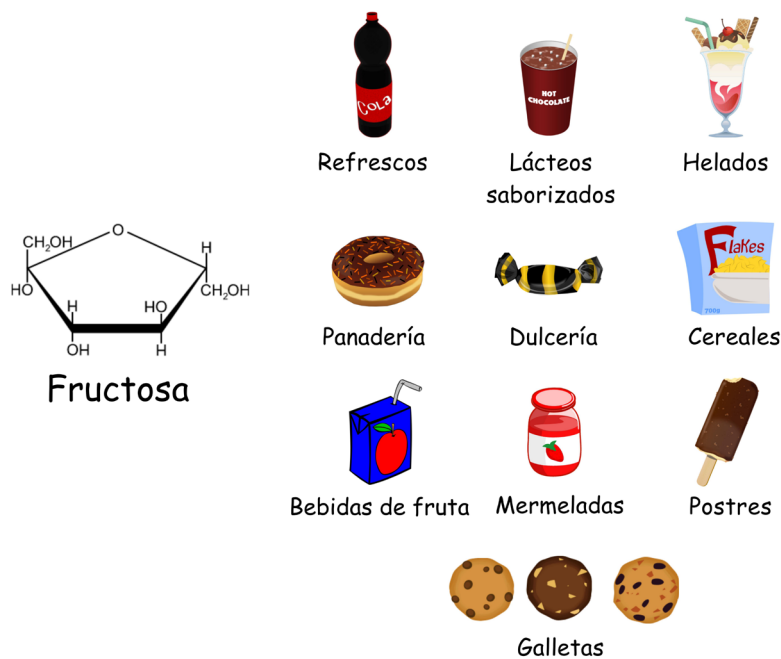 Cola
HOT
CHOCOLATE
Refrescos
Lácteos
saborizados
Helados
O
CH₂OH
H
HO
CH₂OH
H
HO
OH
H
Fructosa
Flakes
700g
Panadería
Dulcería
Cereales
Bebidas de fruta
Mermeladas
Postres
Galletas